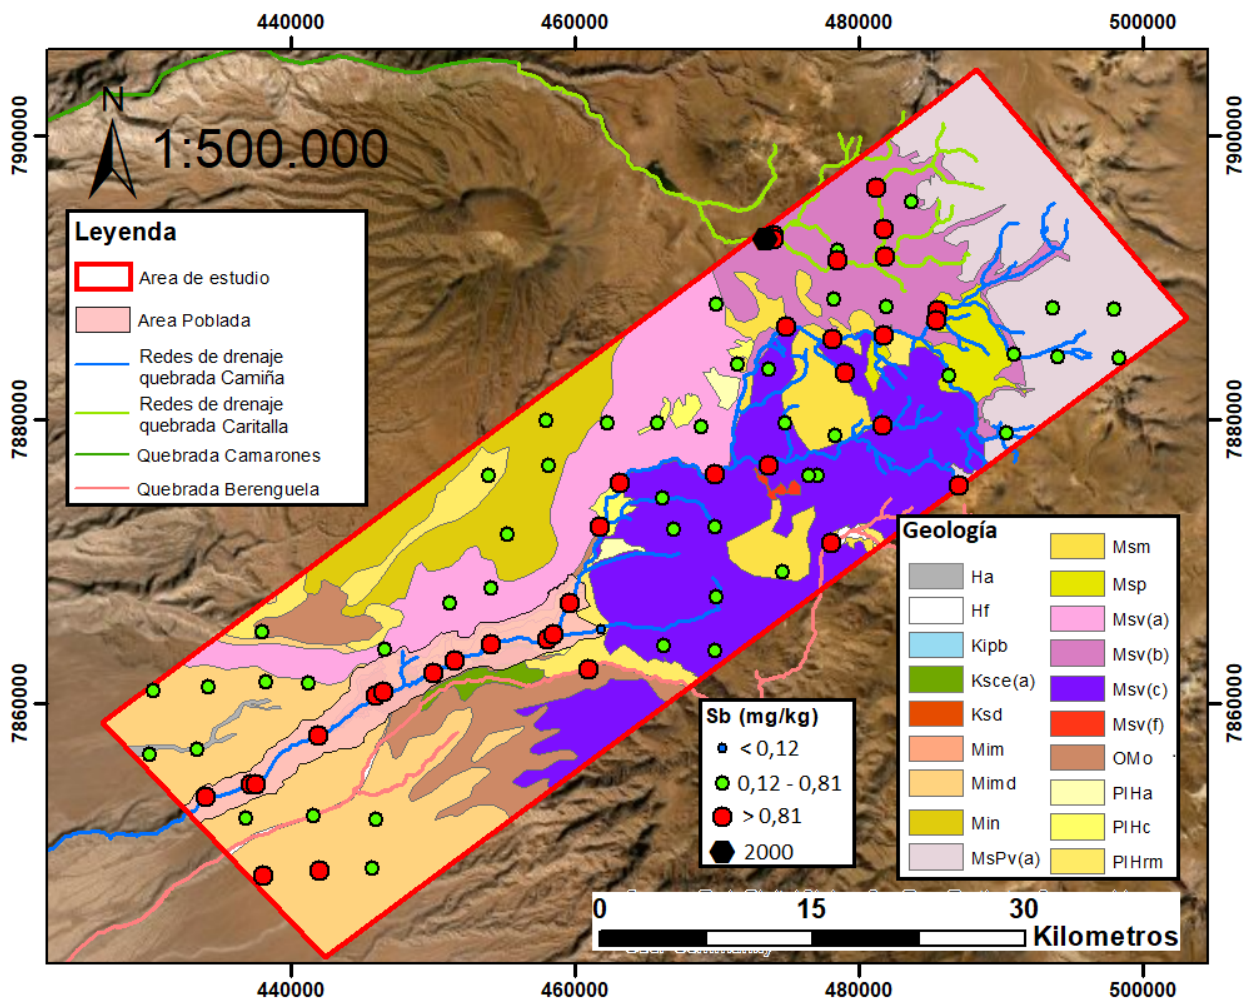 440000
460000
480000
500000
7900000
7900000
N
1:500.000
Leyenda
Area de estudio
Area Poblada
Redes de drenaje
quebrada Camiña
Redes de drenaje
quebrada Caritalla
Quebrada Camarones
Quebrada Berenguela
7880000
7880000
Geología
Ha
Hf
Kipb
Ksce(a)
Ksd
Mim
Mimd
Min
MsPv(a)
Msm
Msp
Msv(a)
Msv(b)
Msv(c)
Msv(f)
OMo
PlHa
PlHc
PlHrm
7860000
7860000
Sb (mg/kg)
< 0,12
0,12 - 0,81
> 0,81
2000
0
15
30
Kilometros
440000
460000
480000
500000